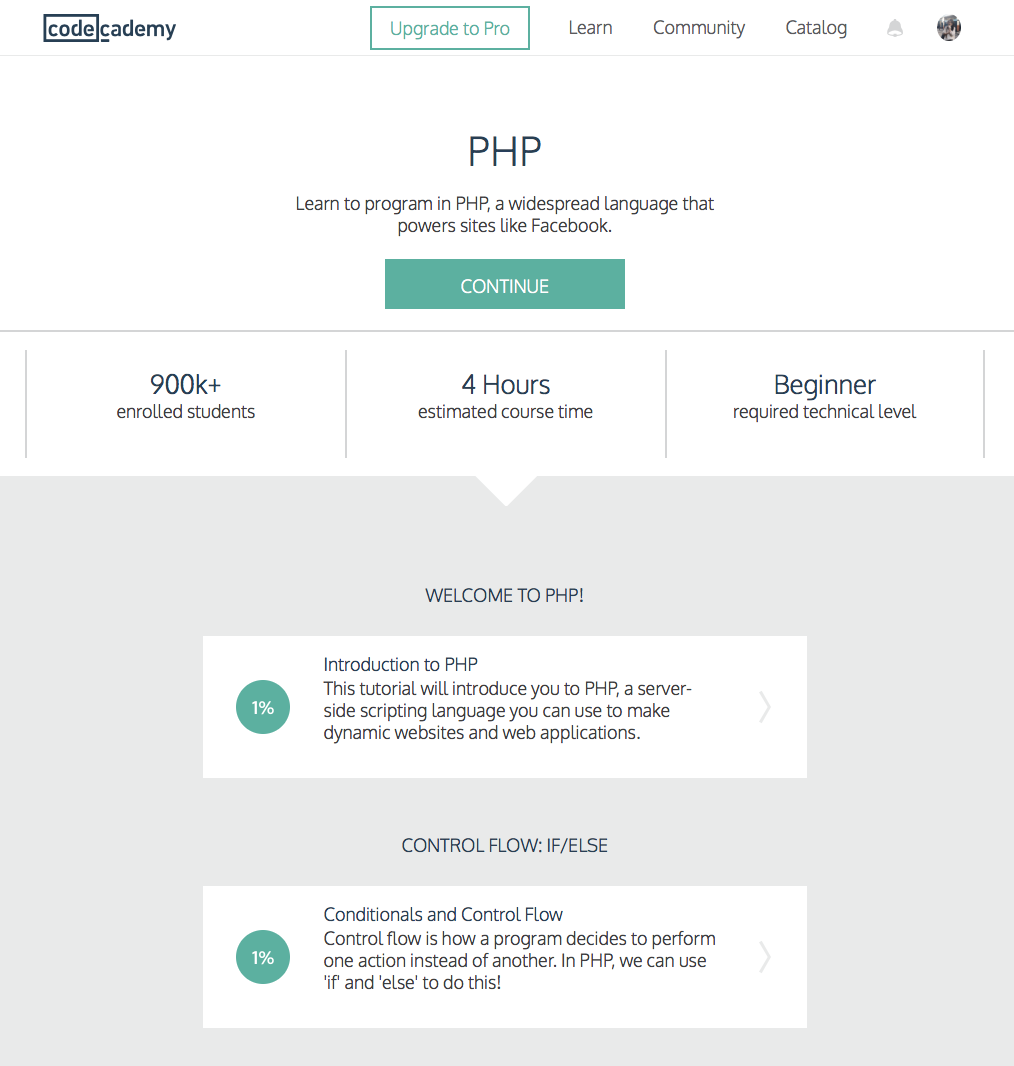 codecademy
Upgrade to Pro
Learn
Community
Catalog
PHP
Learn to program in PHP, a widespread language that
powers sites like Facebook.
CONTINUE
900k+
enrolled students
4 Hours
estimated course time
Beginner
required technical level
WELCOME TO PHP!
1%
Introduction to PHP
This tutorial will introduce you to PHP, a server-
side scripting language you can use to make
dynamic websites and web applications.
CONTROL FLOW: IF/ELSE
1%
Conditionals and Control Flow
Control flow is how a program decides to perform
one action instead of another. In PHP, we can use
'if' and 'else' to do this!